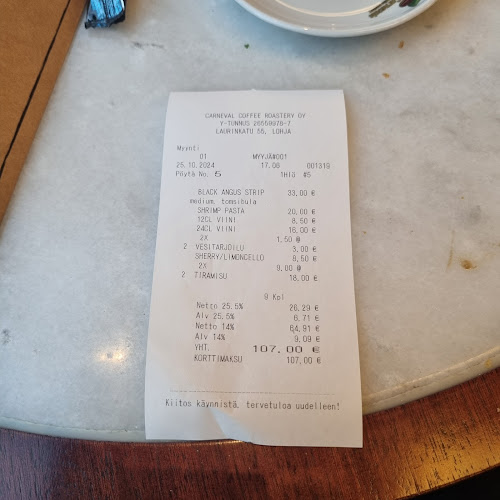 CARNEVAL COFFEE ROASTERY OY
Y-TUNNUS 26559878-7
LAURINKATU 55, LOHJA
Myynti
01 MYYJÄ#001
25.10.2024 17.08 001319
Pöytä No. 5 1Hlö #5
BLACK ANGUS STRIP 33,00 €
medium, tomsibula
SHRIMP PASTA 20,00 €
12CL VIINI 8,50 €
24CL VIINI 16,00 €
2X 1,50 @
2 VESITARJOILU 3,00 €
SHERRY/LIMONCELLO 8,50 €
2X 9,00 @
2 TIRAMISU 18,00 €
9 Kpl
Netto 25.5% 26,29 €
Alv 25.5% 6,71 €
Netto 14% 64,91 €
Alv 14% 9,09 €
YHT. 107,00 €
KORTTIMAKSU 107,00 €
Kiitos käynnistä, tervetuloa uudelleen!